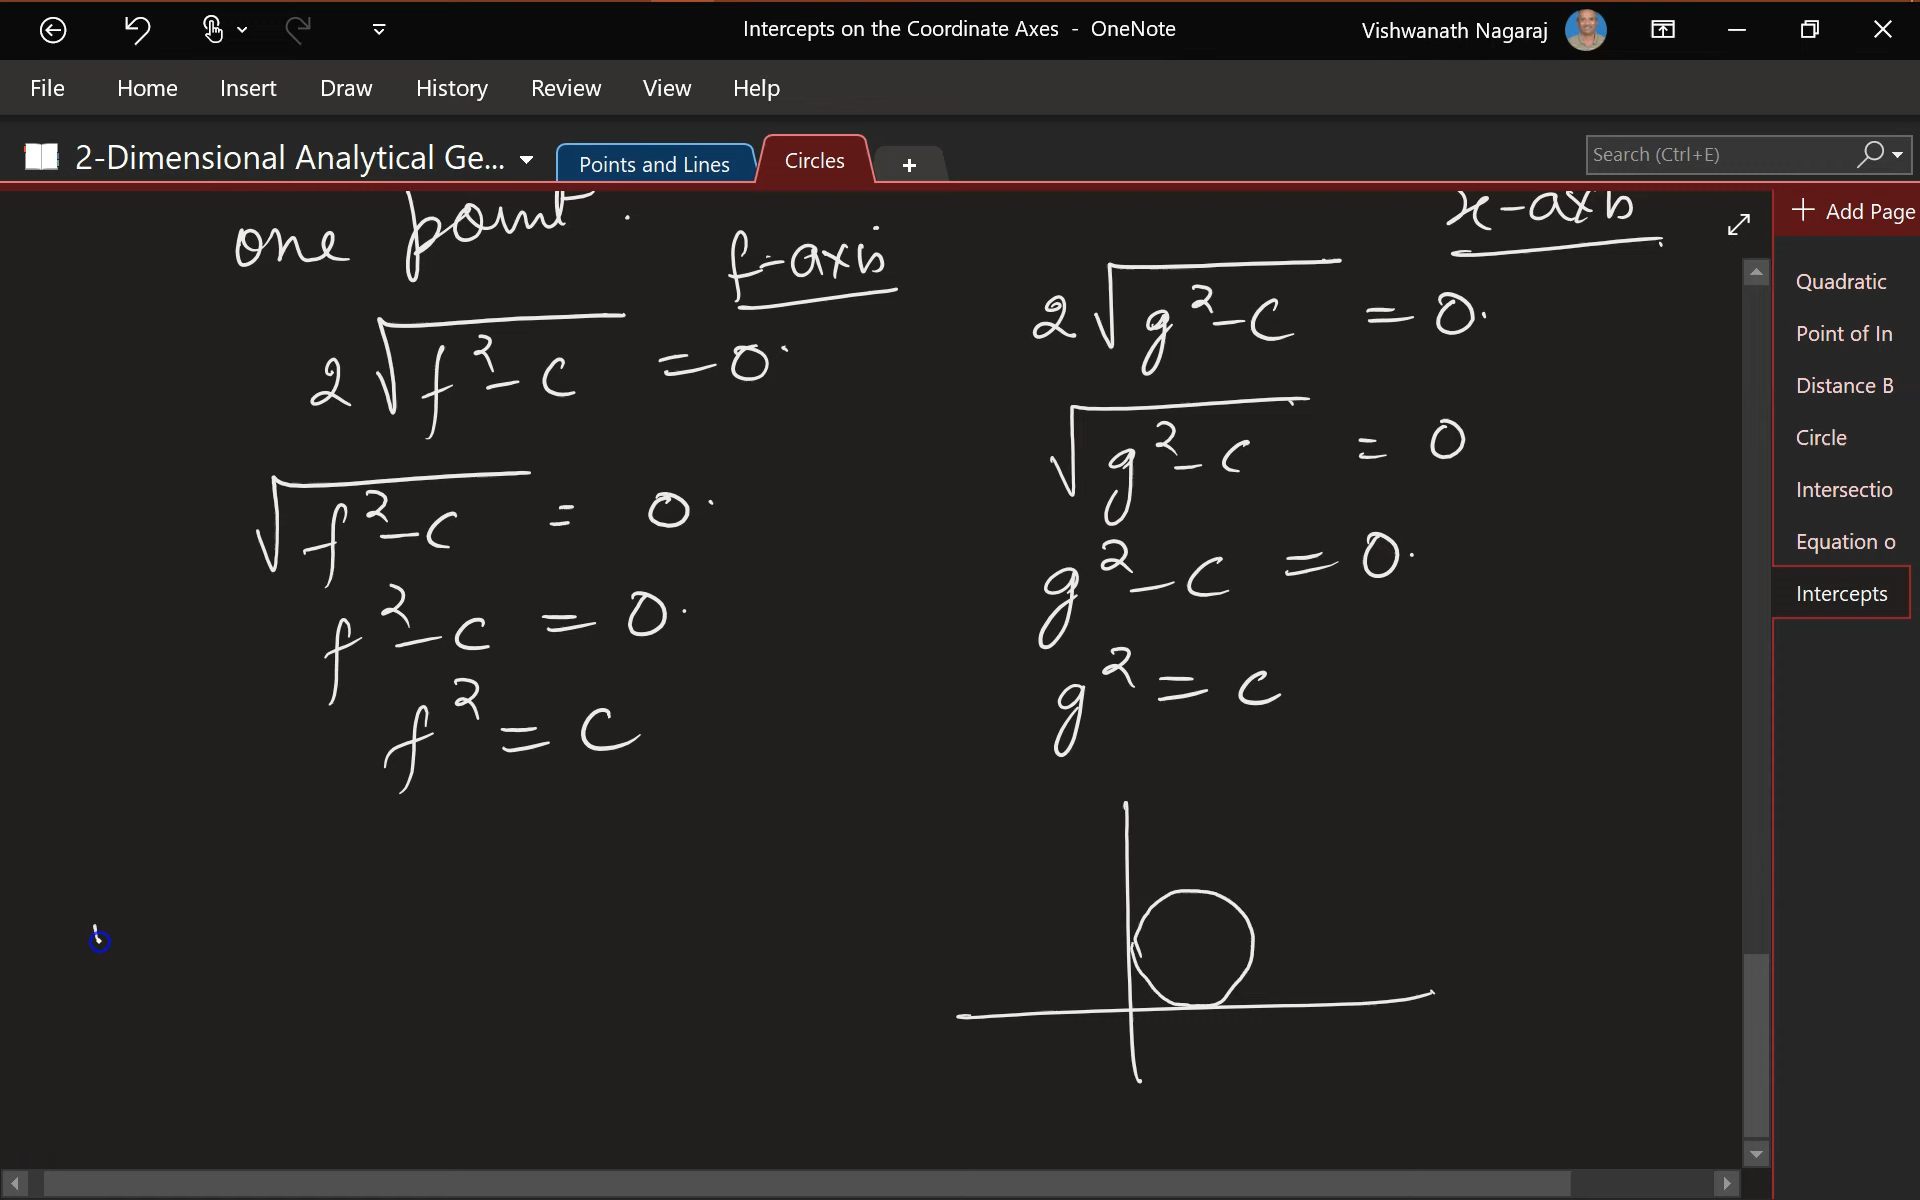 Intercepts on the Coordinate Axes - OneNote
Vishwanath Nagaraj
File Home Insert Draw History Review View Help
2-Dimensional Analytical Ge...
Points and Lines
Circles
+
Search (Ctrl+E)
+ Add Page
Quadratic
Point of In
Distance B
Circle
Intersectio
Equation o
Intercepts
one point.
f-axis
2√(f²-c) = 0.
√(f²-c) = 0.
f²-c = 0.
f² = c
x-axis
2√(g²-c) = 0.
√(g²-c) = 0
g²-c = 0.
g² = c